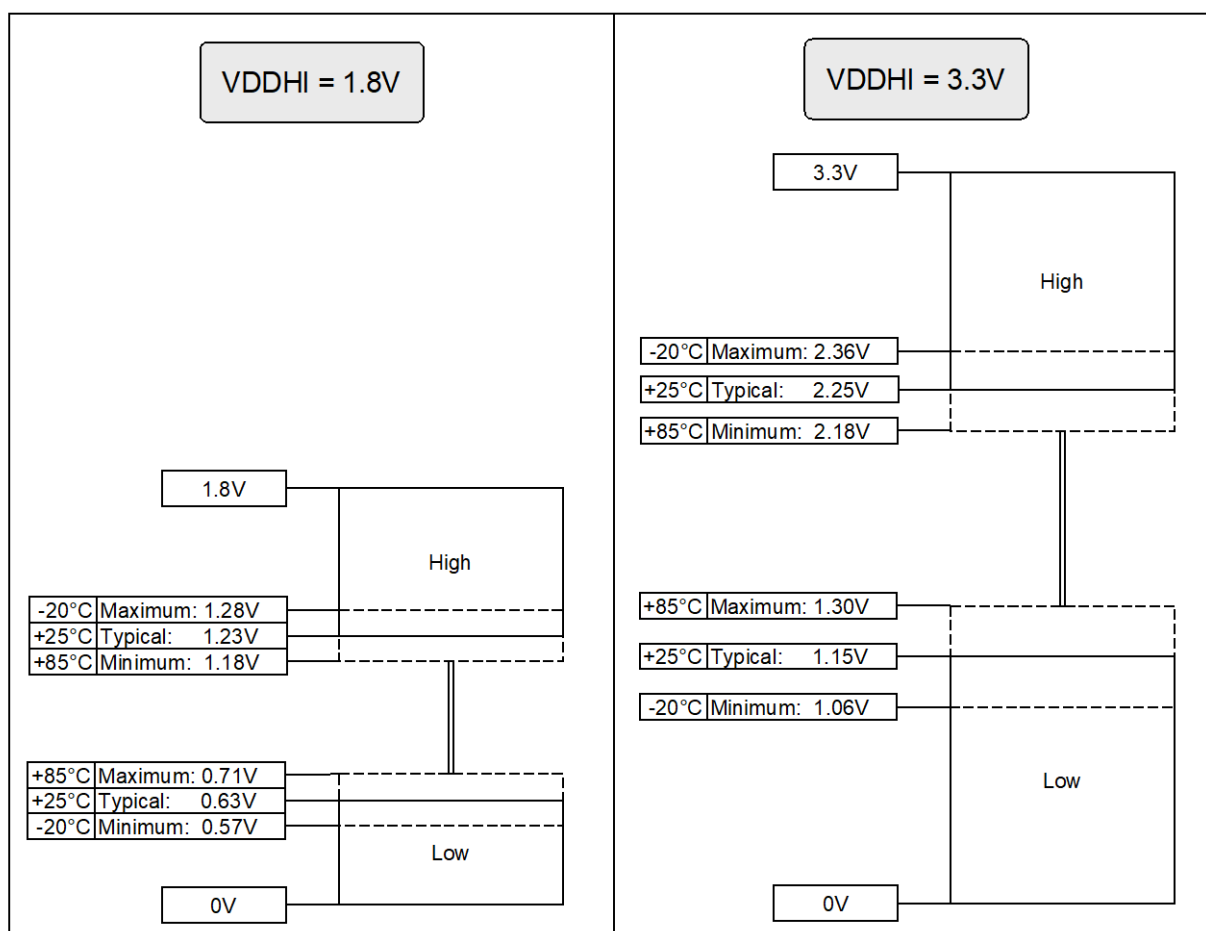 VDDHI = 1.8V
1.8V
High
-20°C Maximum: 1.28V
+25°C Typical: 1.23V
+85°C Minimum: 1.18V
+85°C Maximum: 0.71V
+25°C Typical: 0.63V
-20°C Minimum: 0.57V
Low
0V
VDDHI = 3.3V
3.3V
High
-20°C Maximum: 2.36V
+25°C Typical: 2.25V
+85°C Minimum: 2.18V
+85°C Maximum: 1.30V
+25°C Typical: 1.15V
-20°C Minimum: 1.06V
Low
0V